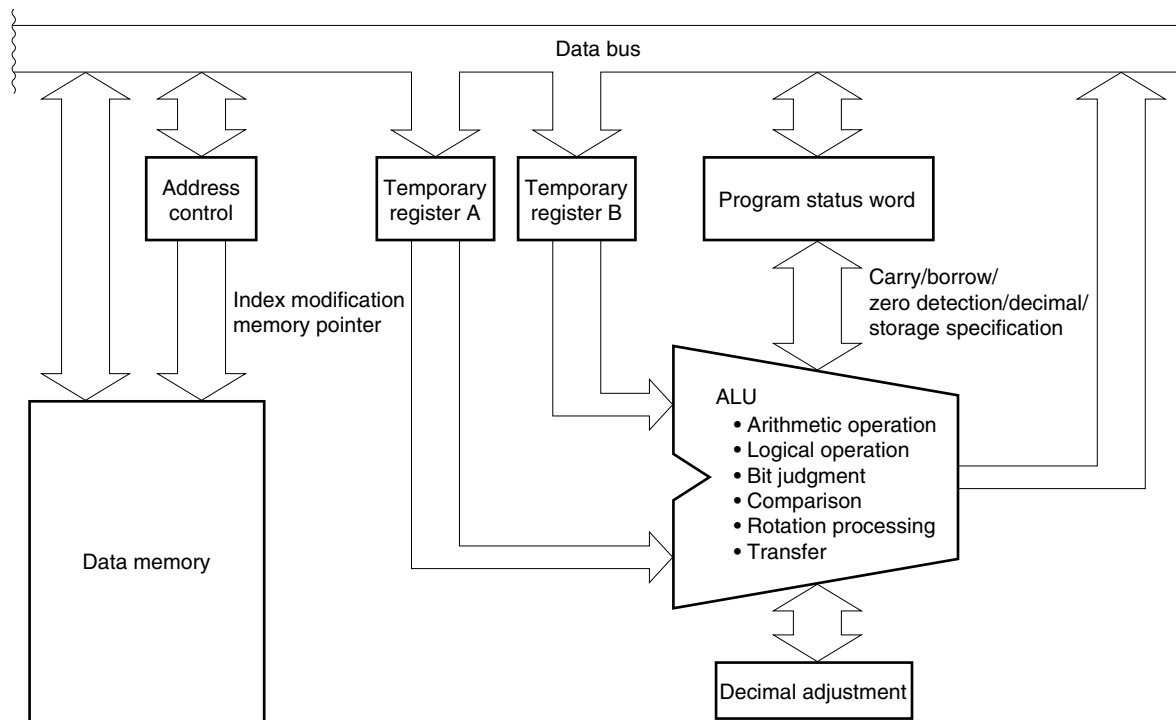 Data bus
Address
control
Temporary
register A
Temporary
register B
Program status word
Index modification
memory pointer
Carry/borrow/
zero detection/decimal/
storage specification
ALU
• Arithmetic operation
• Logical operation
• Bit judgment
• Comparison
• Rotation processing
• Transfer
Data memory
Decimal adjustment